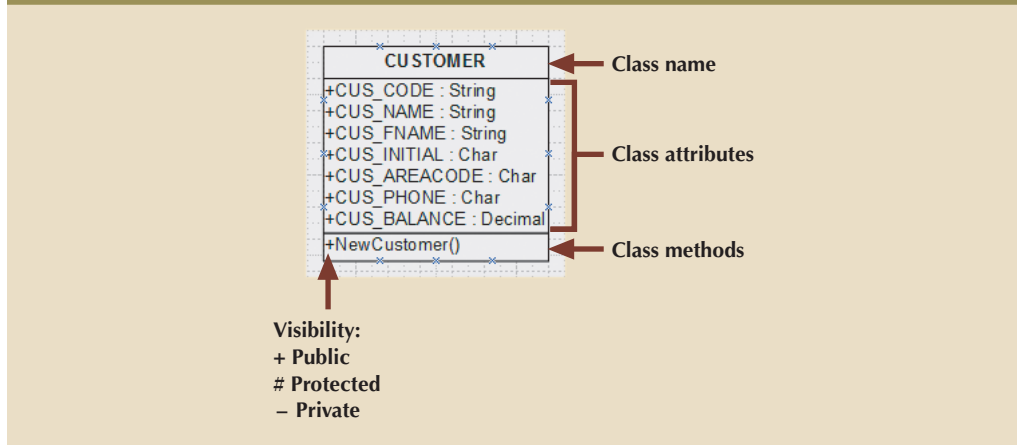 CUSTOMER
Class name
+CUS_CODE : String
+CUS_NAME : String
+CUS_FNAME : String
+CUS_INITIAL : Char
Class attributes
+CUS_AREACODE : Char
+CUS_PHONE : Char
+CUS_BALANCE : Decimal
+NewCustomer()
Class methods
Visibility:
+ Public
# Protected
– Private